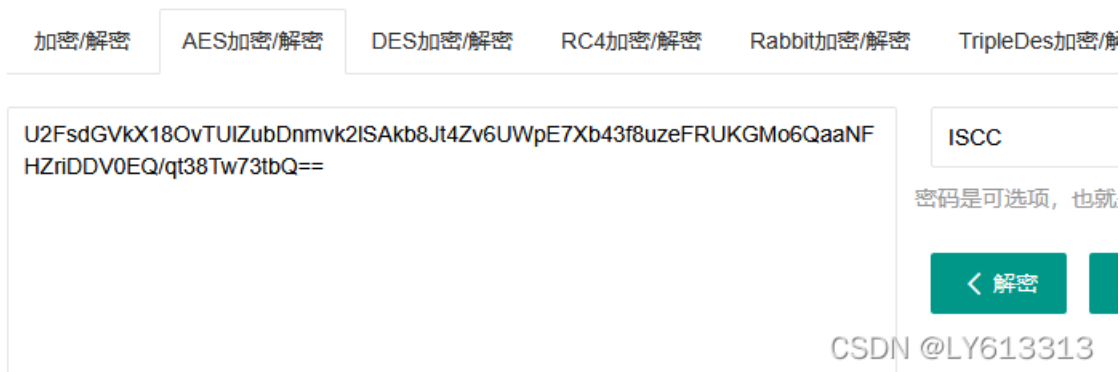 加密/解密 AES加密/解密 DES加密/解密 RC4加密/解密 Rabbit加密/解密 TripleDes加密/解
U2FsdGVkX18OvTUlZubDnmvk2lSAkb8Jt4Zv6UWpE7Xb43f8uzeFRUKGMo6QaaNF
HZriDDV0EQ/qt38Tw73tbQ==
ISCC
密码是可选项，也就
解密
CSDN @LY613313